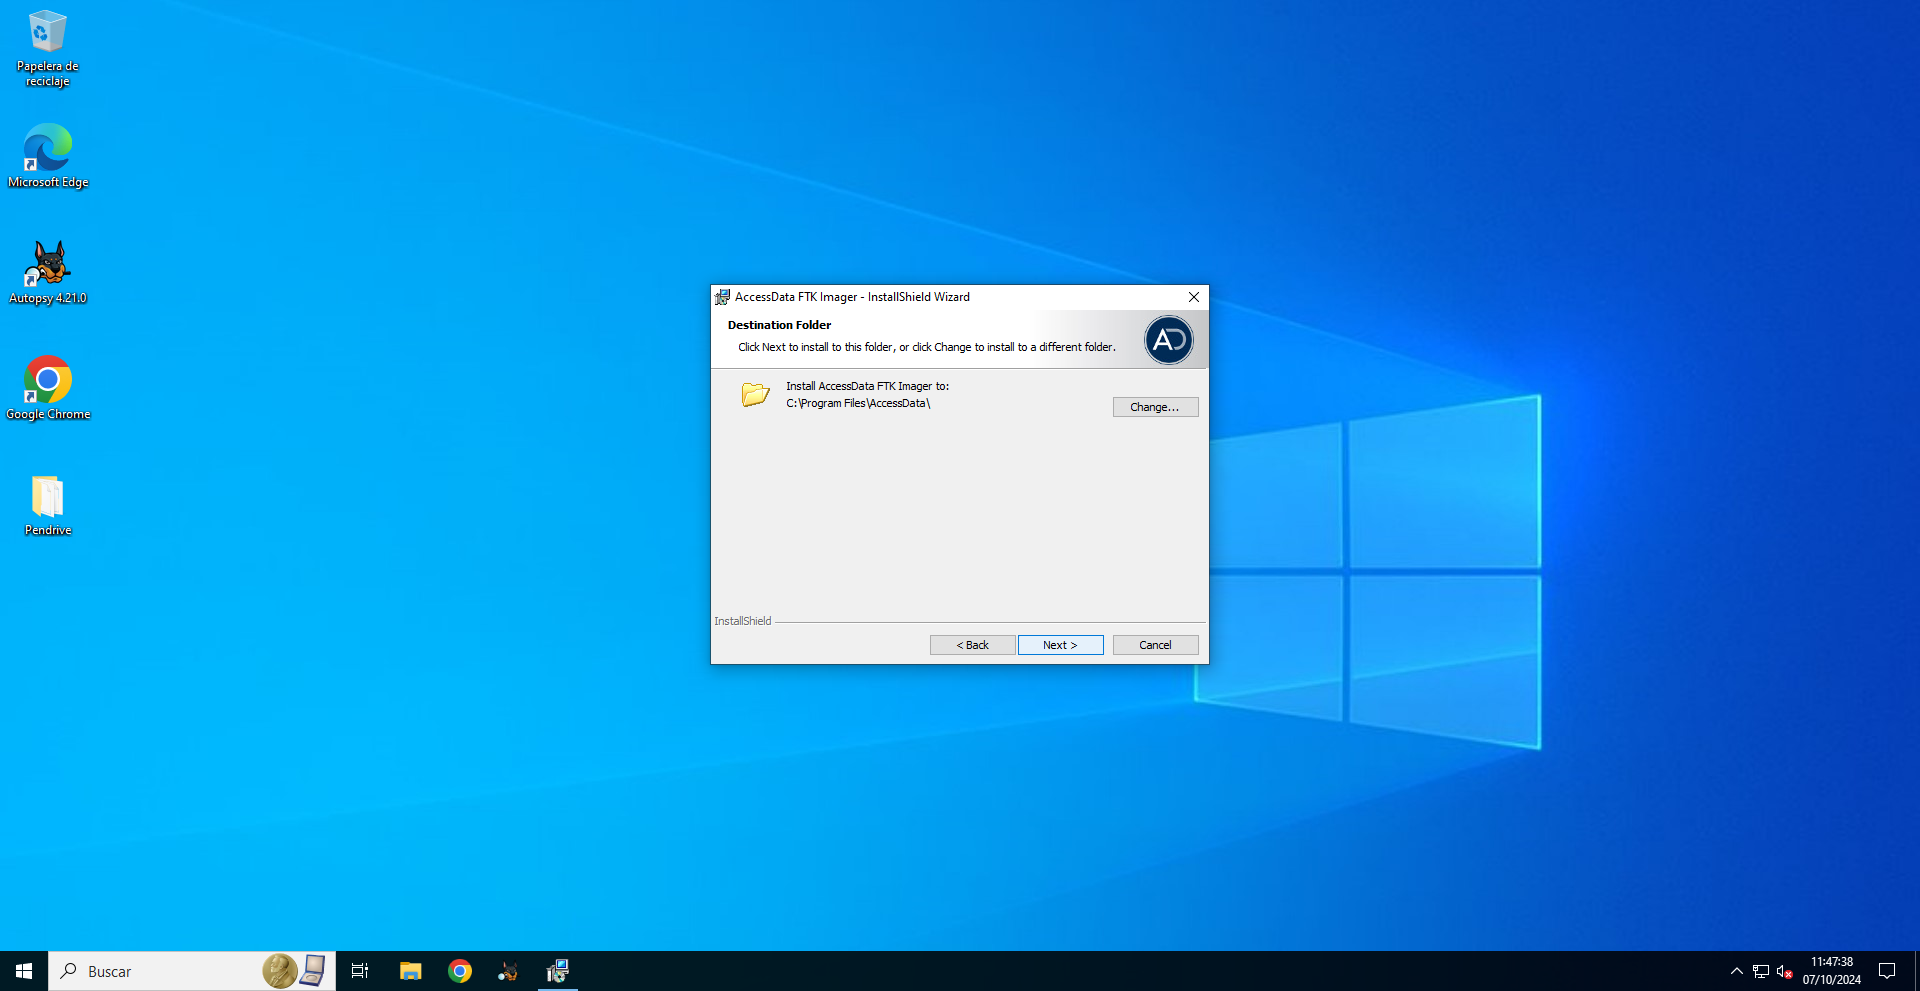 Papelera de
reciclaje
Microsoft Edge
Autopsy 4.21.0
Google Chrome
Pendrive
AccessData FTK Imager - InstallShield Wizard
Destination Folder
Click Next to install to this folder, or click Change to install to a different folder.
AD
Install AccessData FTK Imager to:
C:\Program Files\AccessData\
Change...
InstallShield
< Back
Next >
Cancel
Buscar
11:47:38
07/10/2024